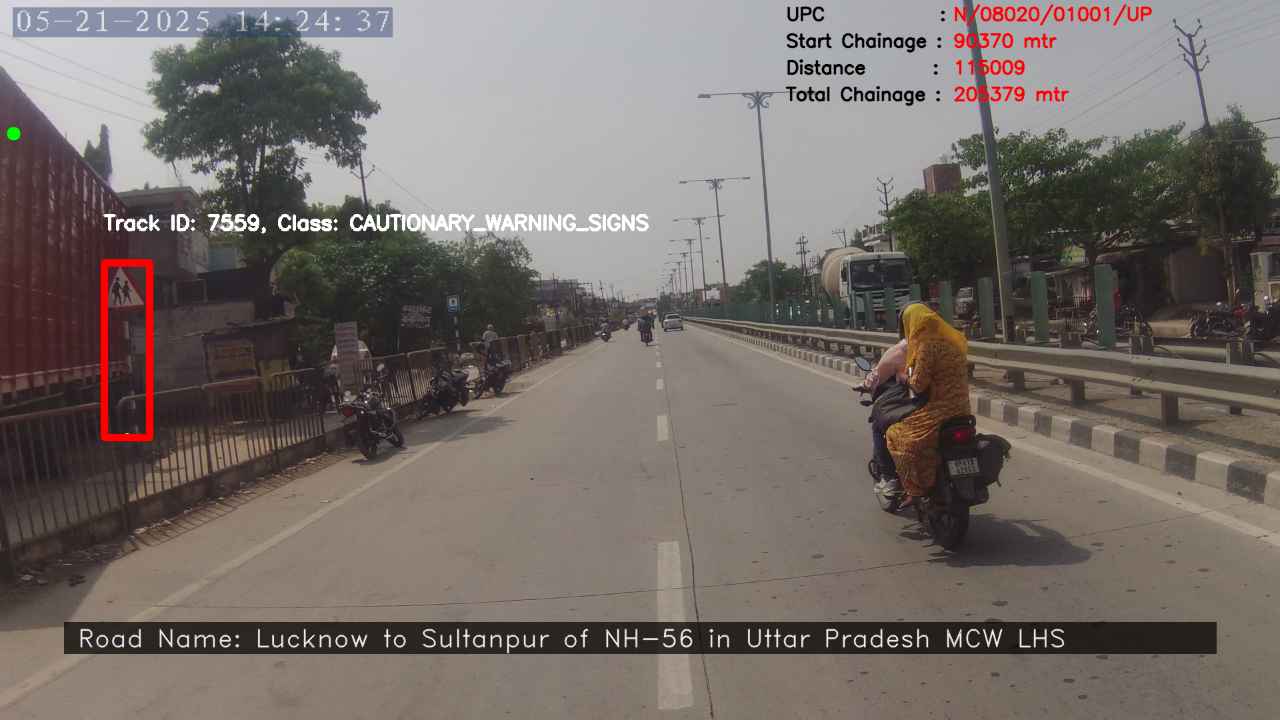 05-21-2025 14:24:37
UPC : N/08020/01001/UP
Start Chainage : 90370 mtr
Distance : 115009
Total Chainage : 205379 mtr
Track ID: 7559, Class: CAUTIONARY_WARNING_SIGNS
Road Name: Lucknow to Sultanpur of NH-56 in Uttar Pradesh MCW LHS